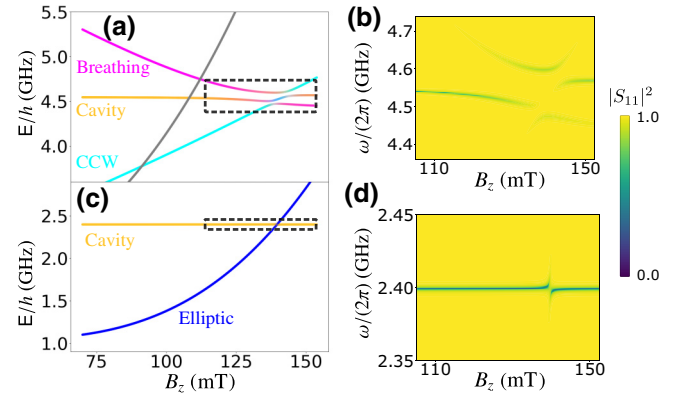 (a)
5.5
5.0
4.5
4.0
E/h (GHz)
Breathing
Cavity
CCW
(b)
4.7
4.6
4.5
4.4
ω/(2π) (GHz)
110
150
B_z (mT)
|S_11|^2
1.0
0.0
(c)
2.5
2.0
1.5
1.0
E/h (GHz)
Cavity
Elliptic
75
100
125
150
B_z (mT)
(d)
2.45
2.40
2.35
ω/(2π) (GHz)
110
150
B_z (mT)